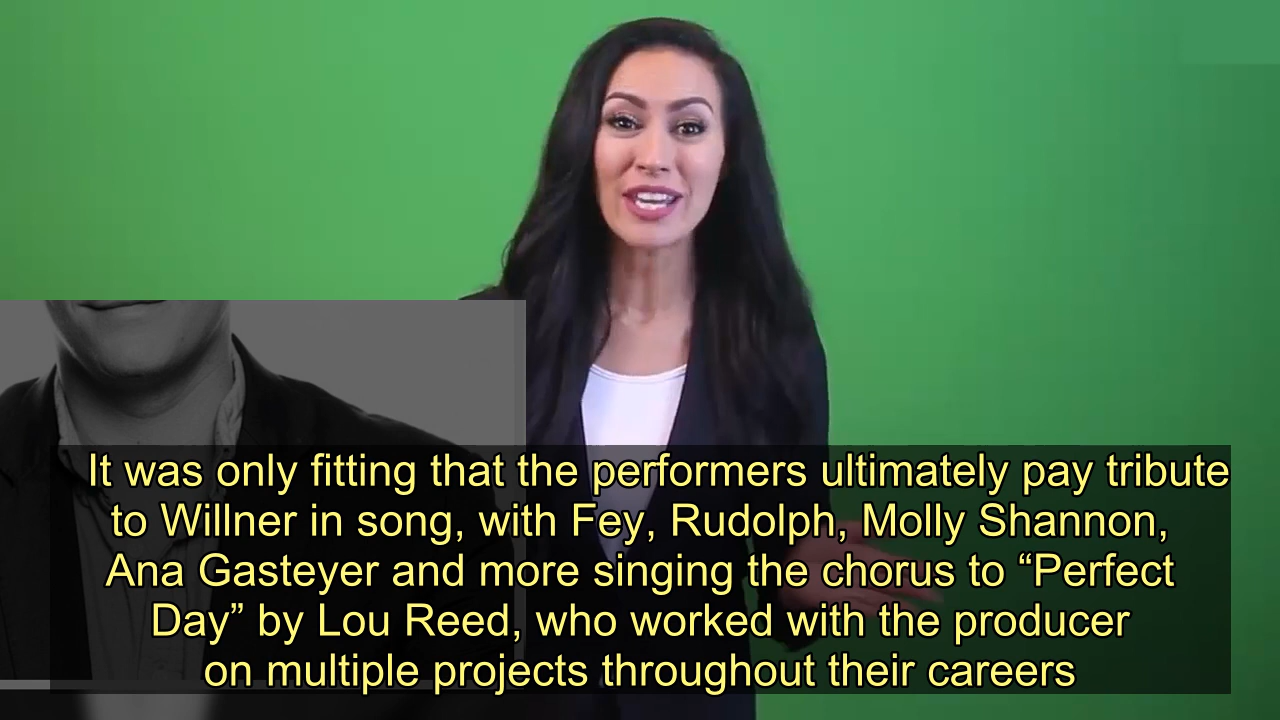 It was only fitting that the performers ultimately pay tribute
to Willner in song, with Fey, Rudolph, Molly Shannon,
Ana Gasteyer and more singing the chorus to “Perfect
Day” by Lou Reed, who worked with the producer
on multiple projects throughout their careers